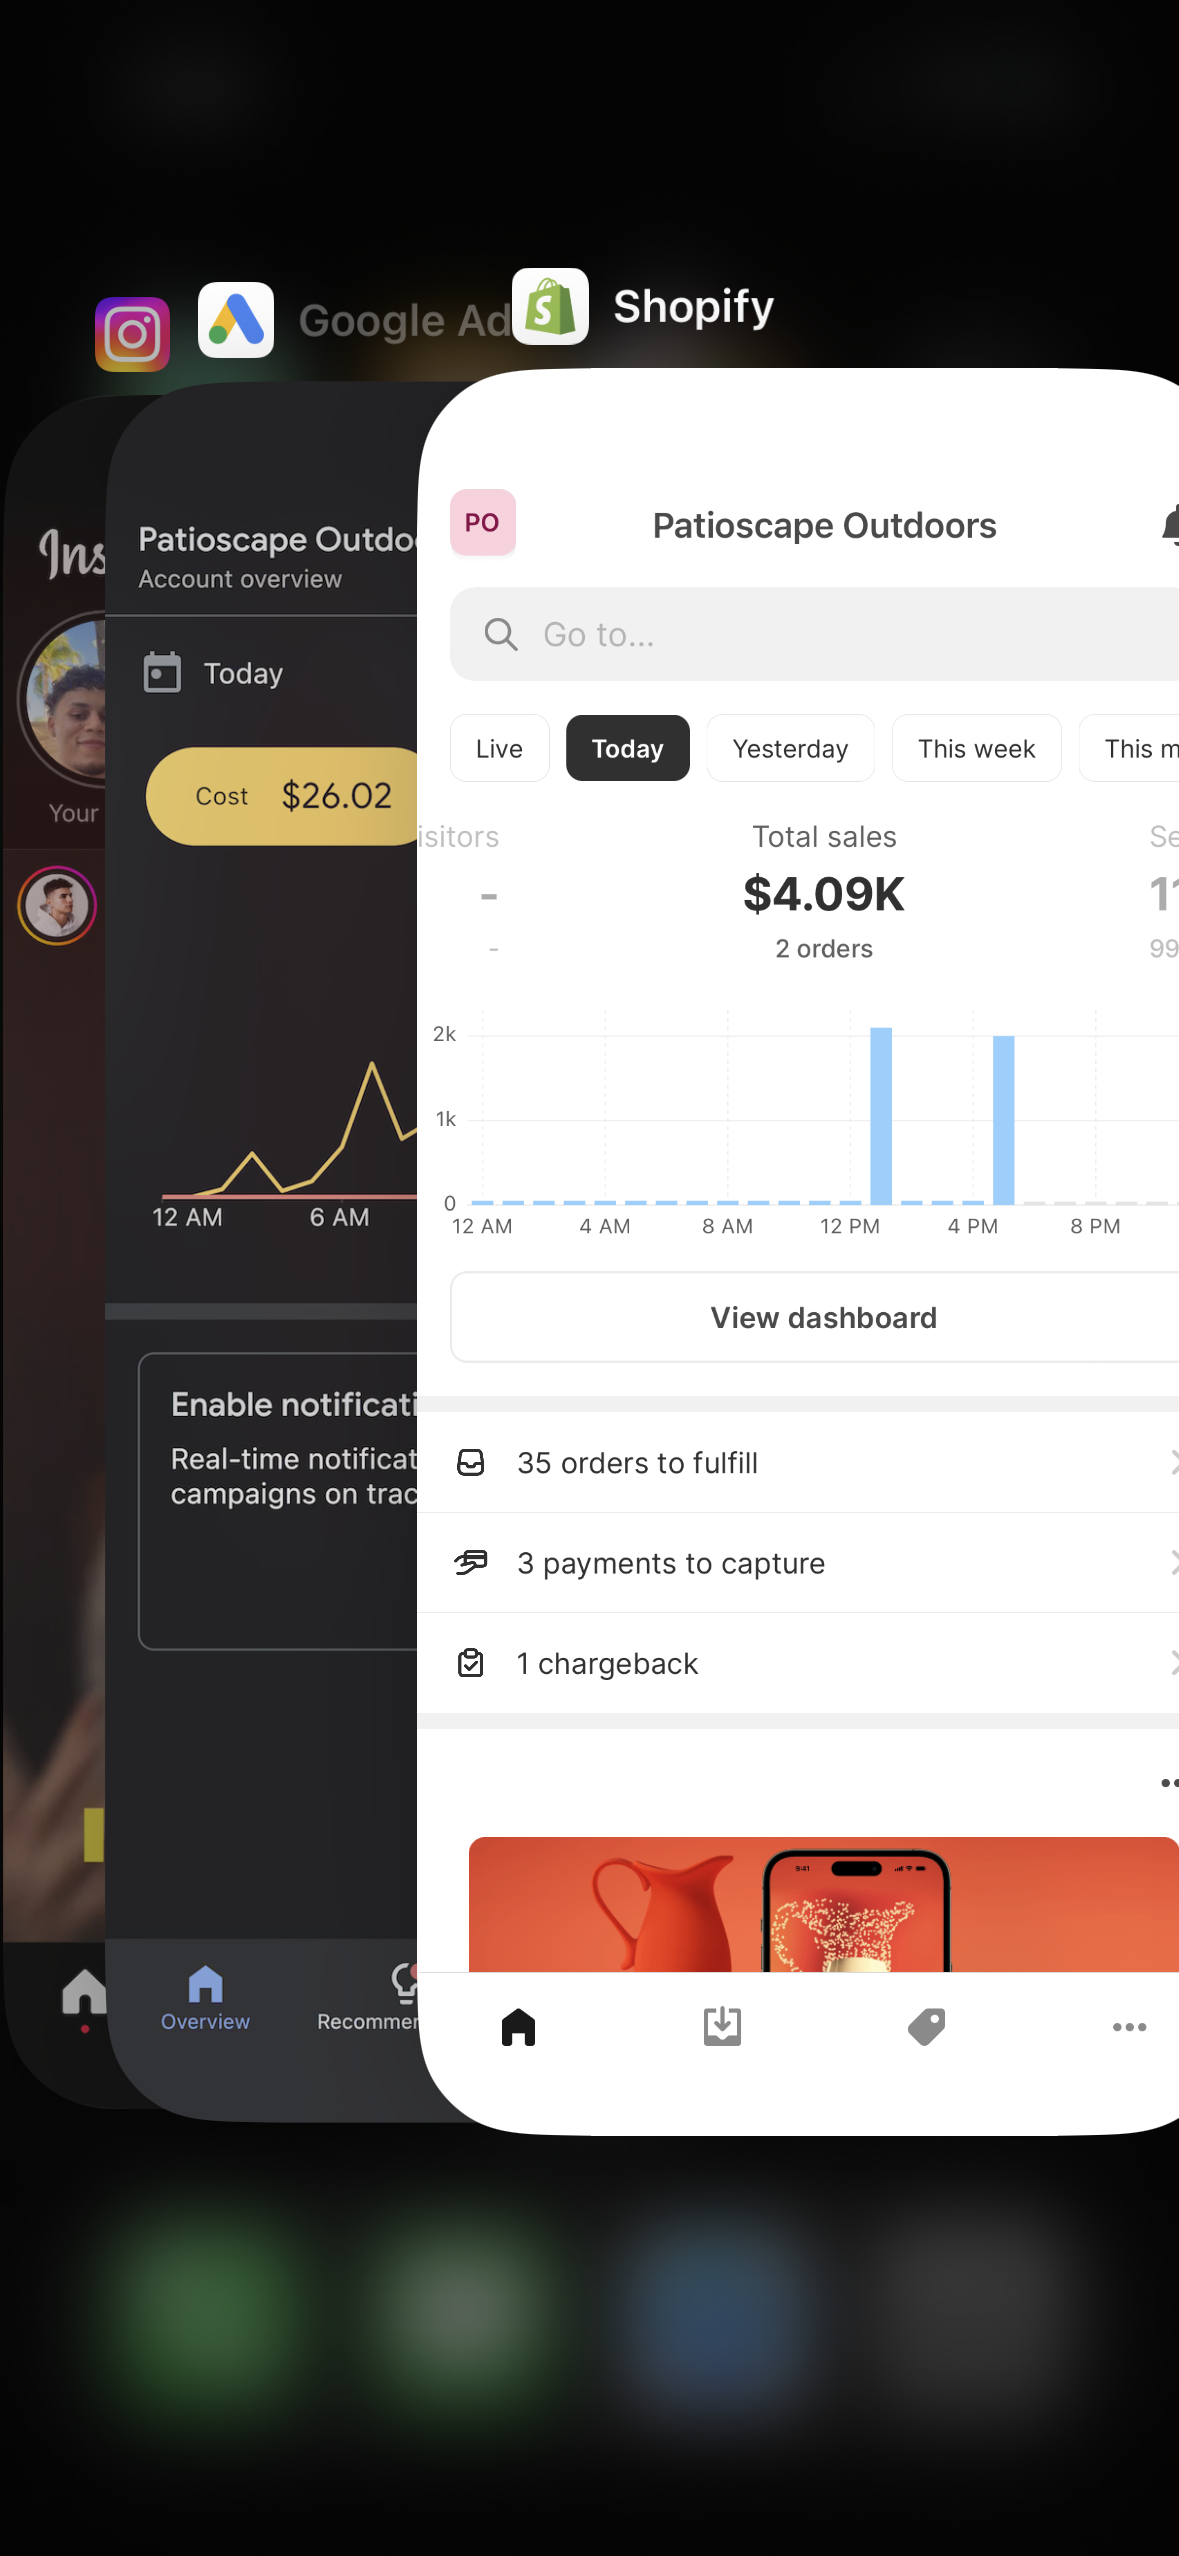 Google Ad
Shopify
Ins
Your
Patioscape Outdoo
Account overview
Today
Cost $26.02
12 AM 6 AM
Enable notificati
Real-time notificat
campaigns on trac
Overview Recommen
PO Patioscape Outdoors
Go to...
Live Today Yesterday This week This m
isitors Total sales Se
- $4.09K 11
- 2 orders 99
2k
1k
0
12 AM 4 AM 8 AM 12 PM 4 PM 8 PM
View dashboard
35 orders to fulfill
3 payments to capture
1 chargeback
9:41